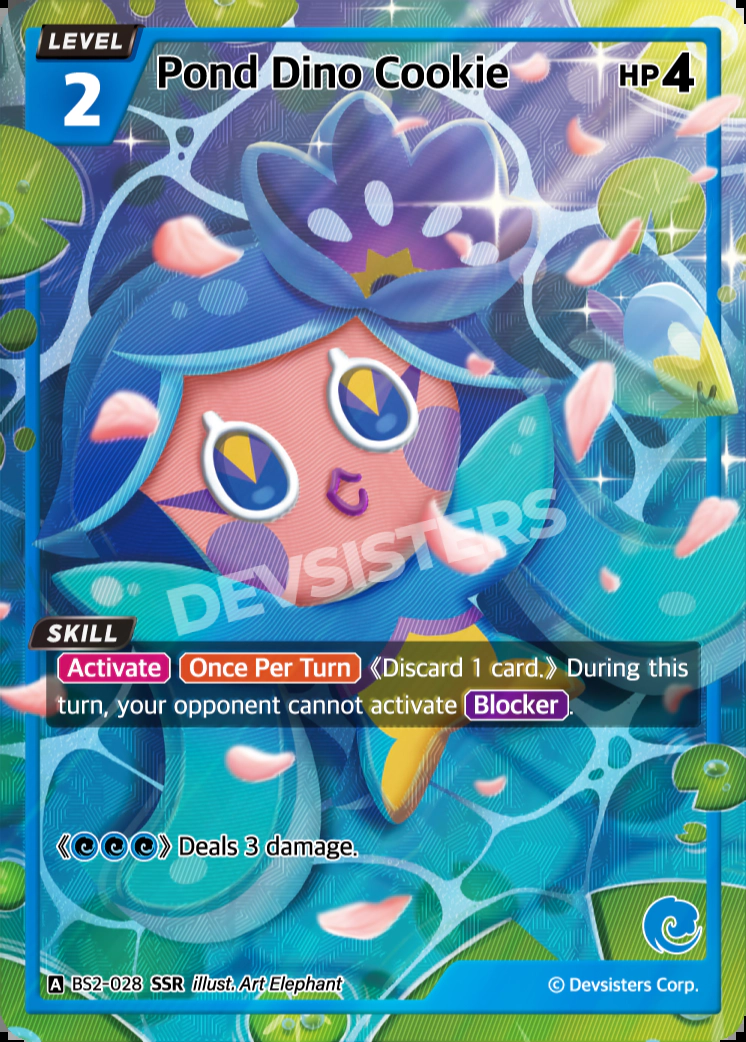 LEVEL
2
Pond Dino Cookie
HP4
DEVSISTERS
SKILL
Activate Once Per Turn 《Discard 1 card.》 During this
turn, your opponent cannot activate Blocker.
《》 Deals 3 damage.
A BS2-028 SSR illust. Art Elephant
© Devsisters Corp.